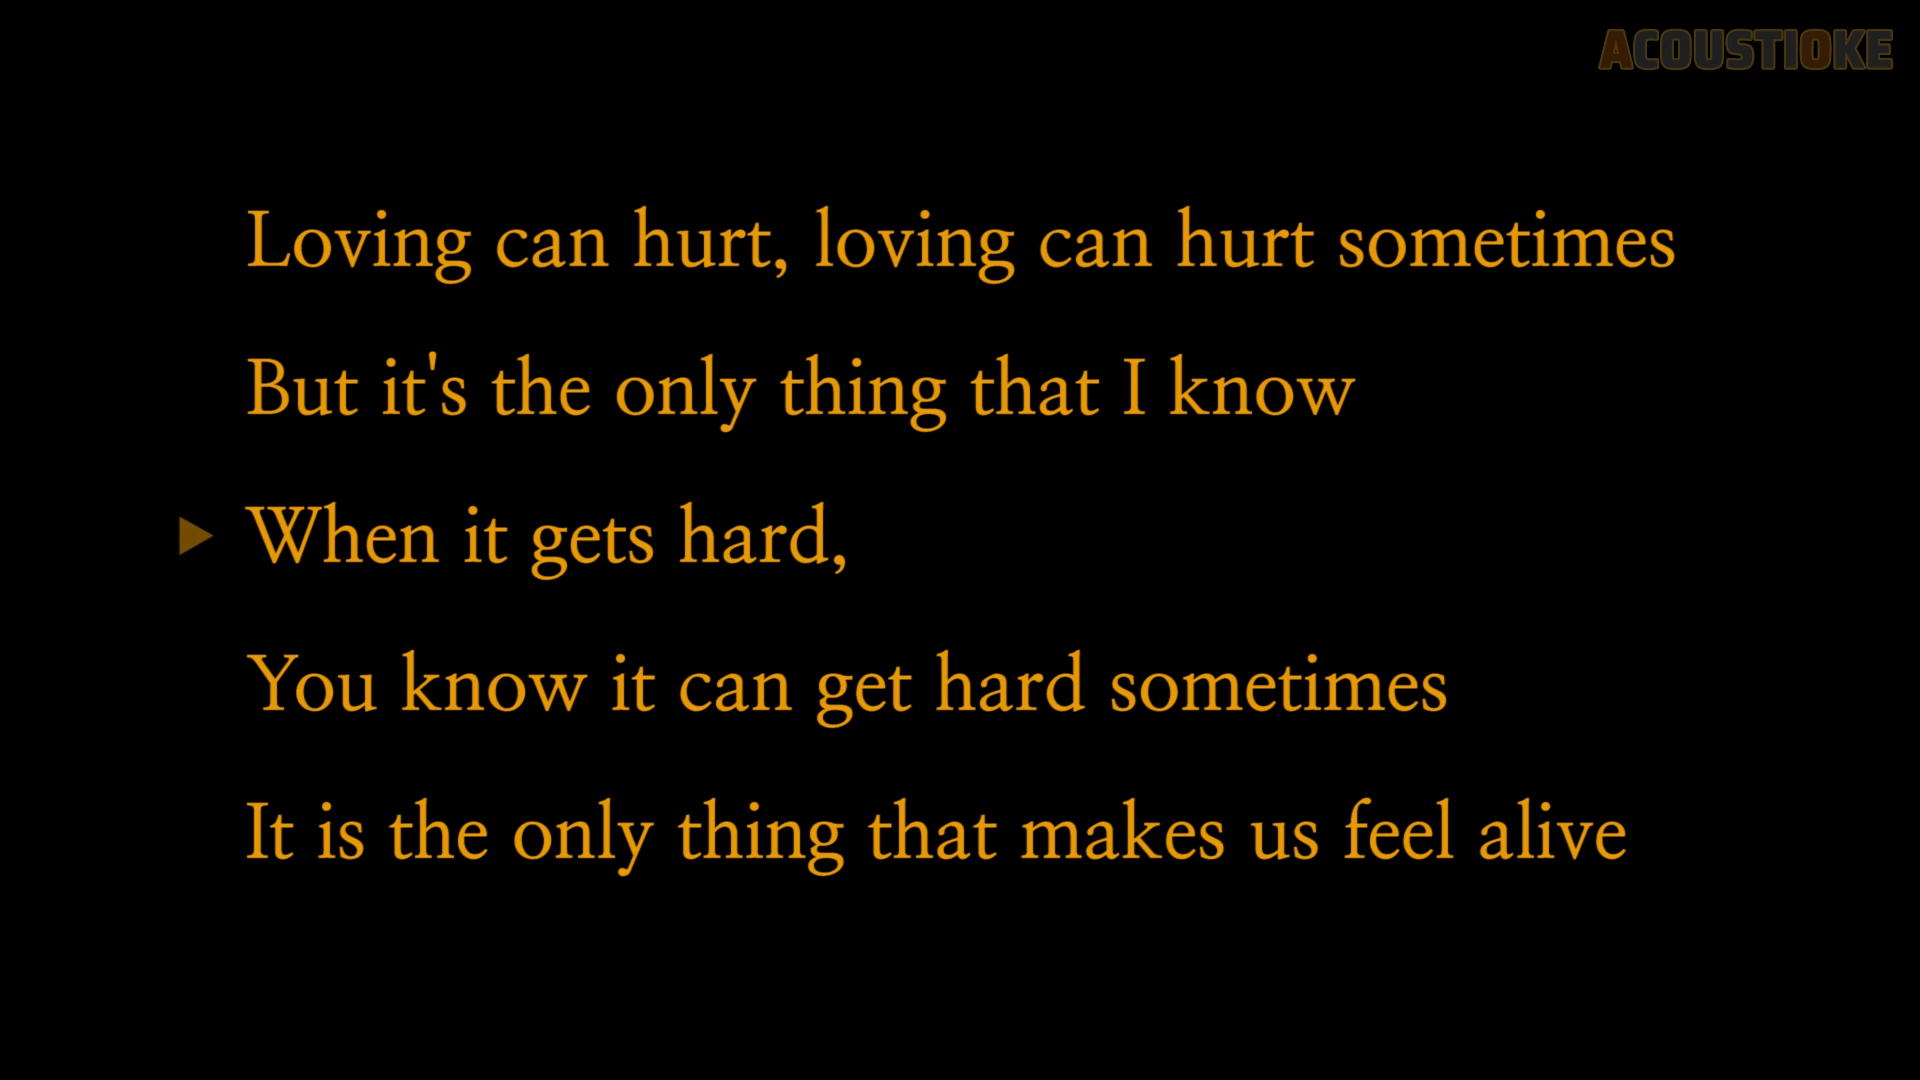 ACOUSTIOKE
Loving can hurt, loving can hurt sometimes
But it's the only thing that I know
When it gets hard,
You know it can get hard sometimes
It is the only thing that makes us feel alive